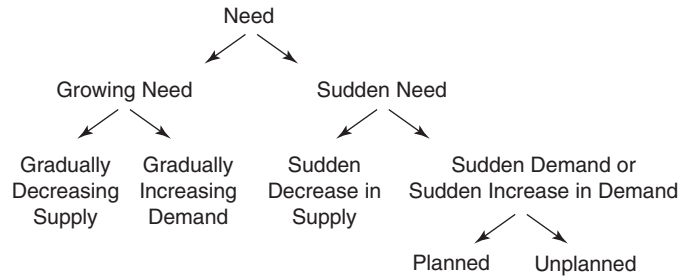 Need
Growing Need
Sudden Need
Gradually
Decreasing
Supply
Gradually
Increasing
Demand
Sudden
Decrease in
Supply
Sudden Demand or
Sudden Increase in Demand
Planned
Unplanned